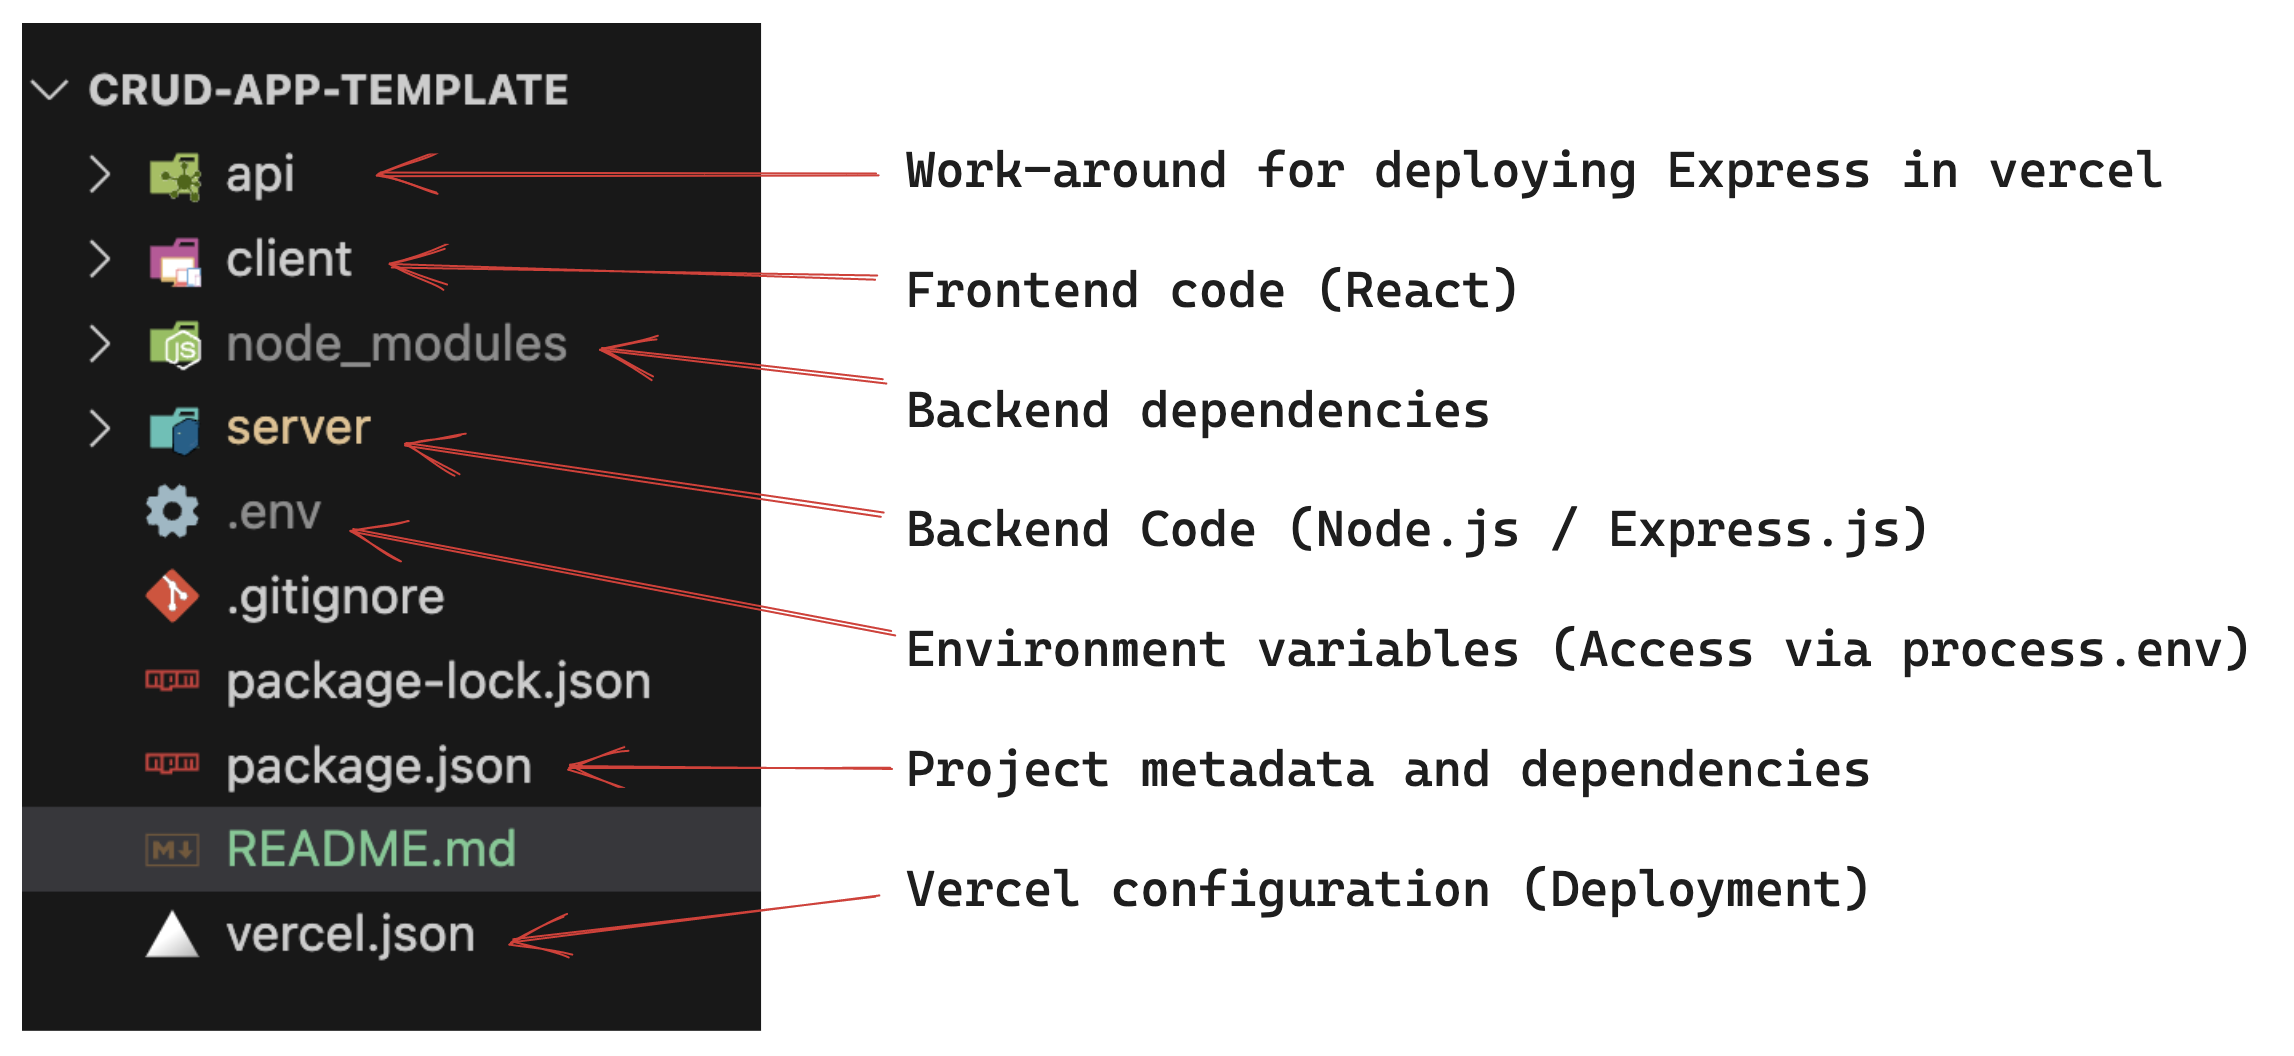 CRUD-APP-TEMPLATE
api
Work-around for deploying Express in vercel
client
Frontend code (React)
node_modules
Backend dependencies
server
Backend Code (Node.js / Express.js)
.env
Environment variables (Access via process.env)
.gitignore
package-lock.json
package.json
Project metadata and dependencies
README.md
Vercel configuration (Deployment)
vercel.json